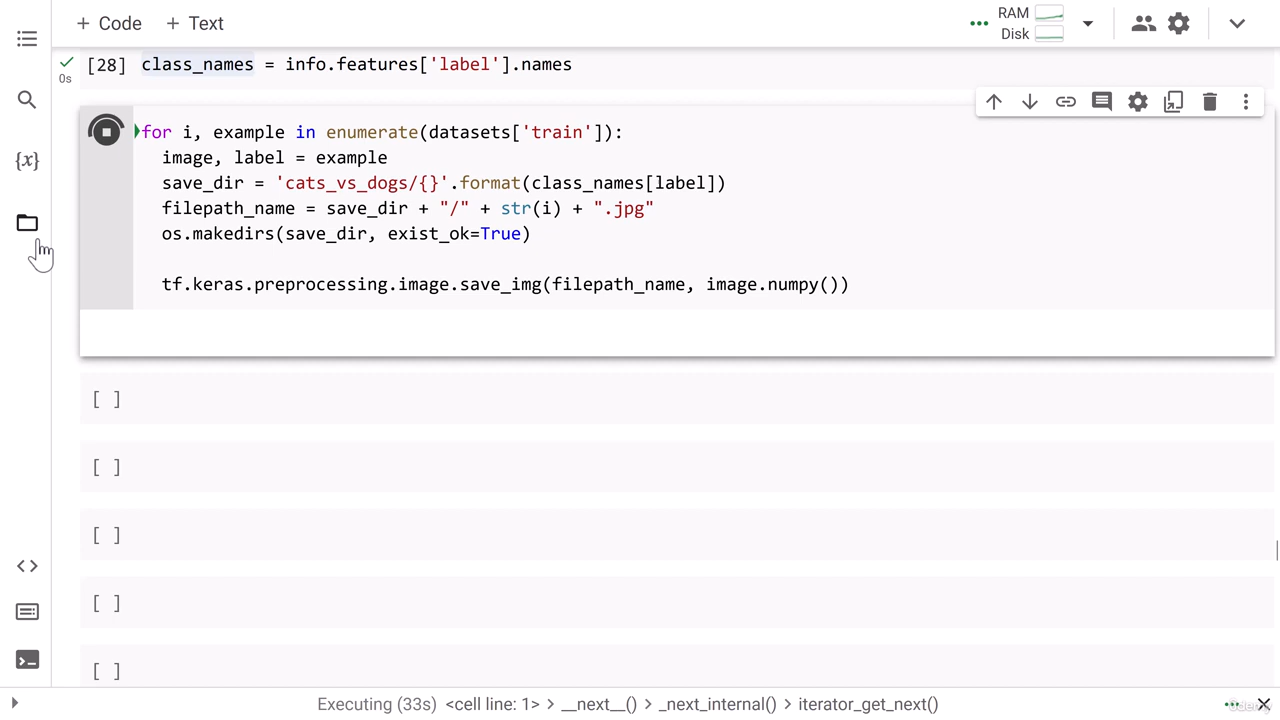 + Code + Text
RAM
Disk
0s
[28] class_names = info.features['label'].names
for i, example in enumerate(datasets['train']):
image, label = example
save_dir = 'cats_vs_dogs/{}'.format(class_names[label])
filepath_name = save_dir + "/" + str(i) + ".jpg"
os.makedirs(save_dir, exist_ok=True)
tf.keras.preprocessing.image.save_img(filepath_name, image.numpy())
{x}
[ ]
[ ]
[ ]
[ ]
[ ]
Executing (33s) <cell line: 1> > __next__() > _next_internal() > iterator_get_next()